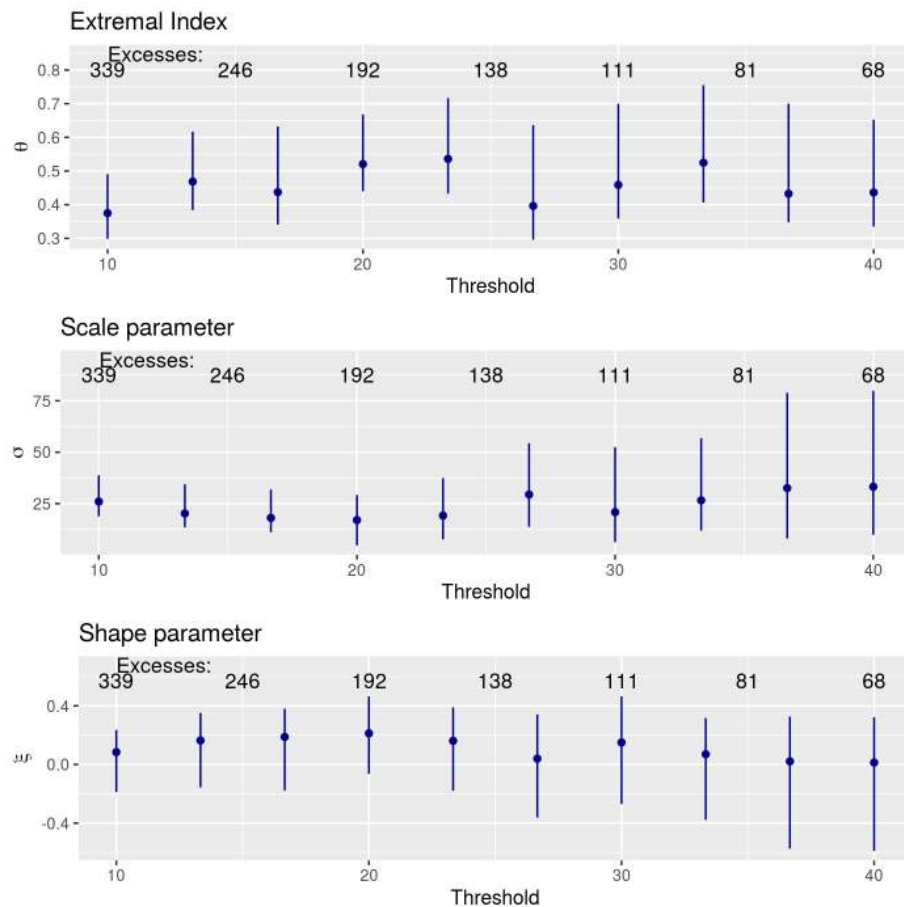 Extremal Index
Excesses:
339 246 192 138 111 81 68
0.8
0.7
0.6
0.5
0.4
0.3
θ
10 20 30 40
Threshold
Scale parameter
Excesses:
339 246 192 138 111 81 68
75
50
25
σ
10 20 30 40
Threshold
Shape parameter
Excesses:
339 246 192 138 111 81 68
0.4
0.0
-0.4
ξ
10 20 30 40
Threshold